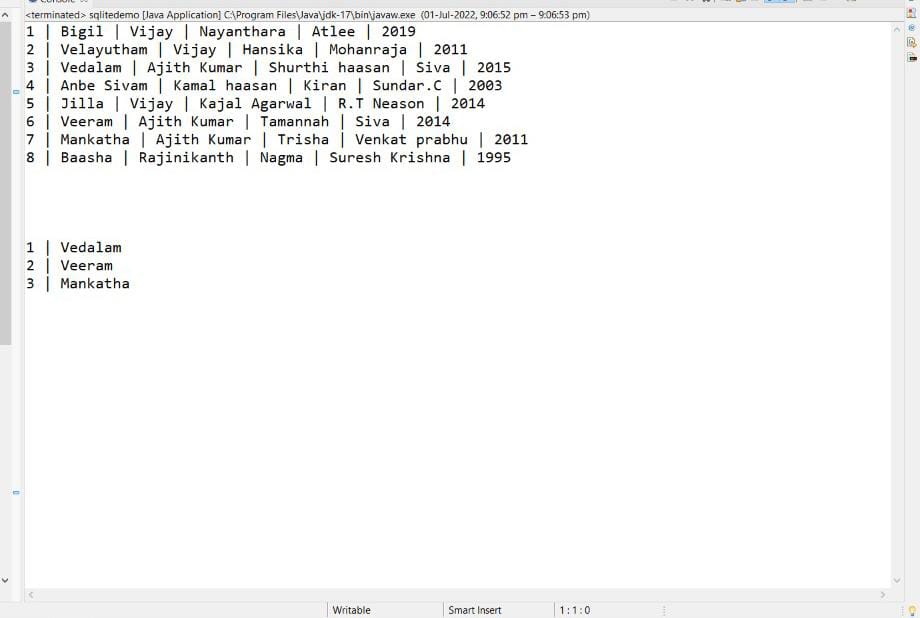 Console
<terminated> sqlitedemo [Java Application] C:\Program Files\Java\jdk-17\bin\javaw.exe (01-Jul-2022, 9:06:52 pm – 9:06:53 pm)
1 | Bigil | Vijay | Nayanthara | Atlee | 2019
2 | Velayutham | Vijay | Hansika | Mohanraja | 2011
3 | Vedalam | Ajith Kumar | Shurthi haasan | Siva | 2015
4 | Anbe Sivam | Kamal haasan | Kiran | Sundar.C | 2003
5 | Jilla | Vijay | Kajal Agarwal | R.T Neason | 2014
6 | Veeram | Ajith Kumar | Tamannah | Siva | 2014
7 | Mankatha | Ajith Kumar | Trisha | Venkat prabhu | 2011
8 | Baasha | Rajinikanth | Nagma | Suresh Krishna | 1995
1 | Vedalam
2 | Veeram
3 | Mankatha
Writable Smart Insert 1 : 1 : 0